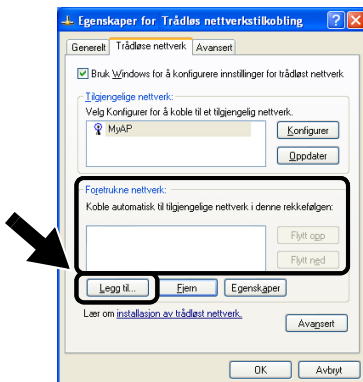 Egenskaper for Trådløs nettverkstilkobling
Generelt Trådløse nettverk Avansert
Bruk Windows for å konfigurere innstillinger for trådløst nettverk
Tilgjengelige nettverk:
Velg Konfigurer for å koble til et tilgjengelig nettverk.
MyAP
Konfigurer
Oppdater
Foretrukne nettverk:
Koble automatisk til tilgjengelige nettverk i denne rekkefølgen:
Flytt opp
Flytt ned
Legg til... Fjern Egenskaper
Lær om installasjon av trådløst nettverk.
Avansert
OK Avbryt